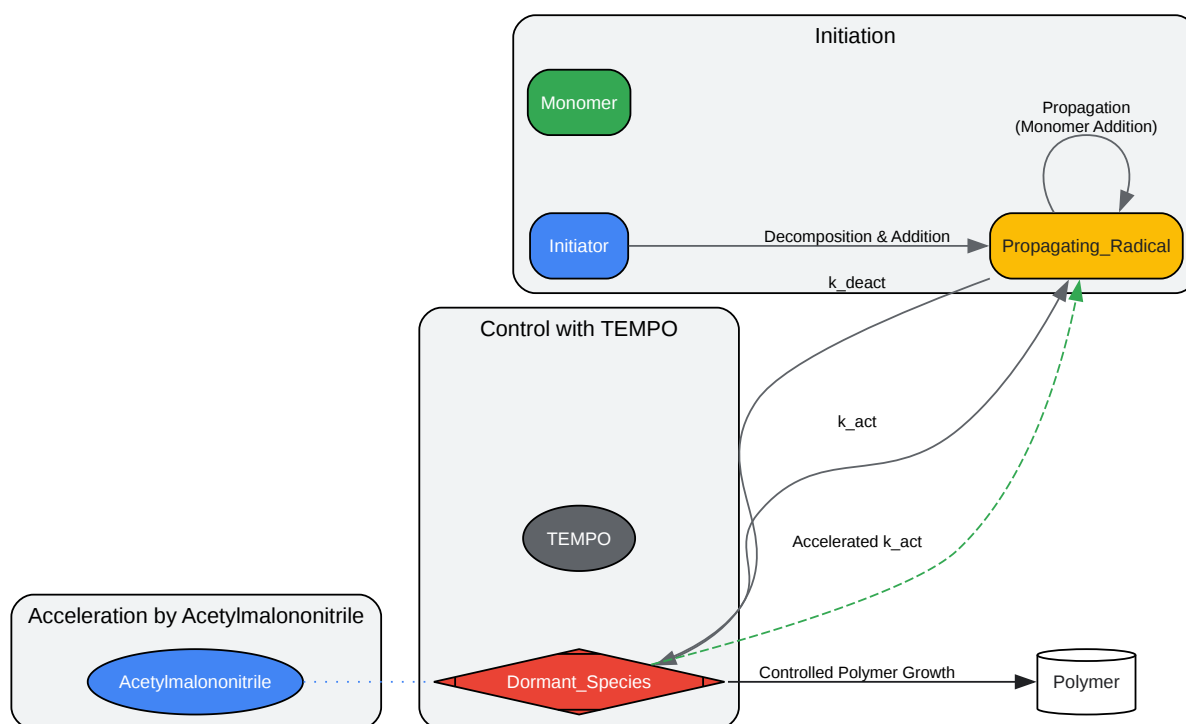 Initiation
Monomer
Propagation
(Monomer Addition)
Initiator
Decomposition & Addition
Propagating_Radical
k_deact
Control with TEMPO
k_act
TEMPO
Accelerated k_act
Acceleration by Acetylmalononitrile
Acetylmalononitrile
Dormant_Species
Controlled Polymer Growth
Polymer